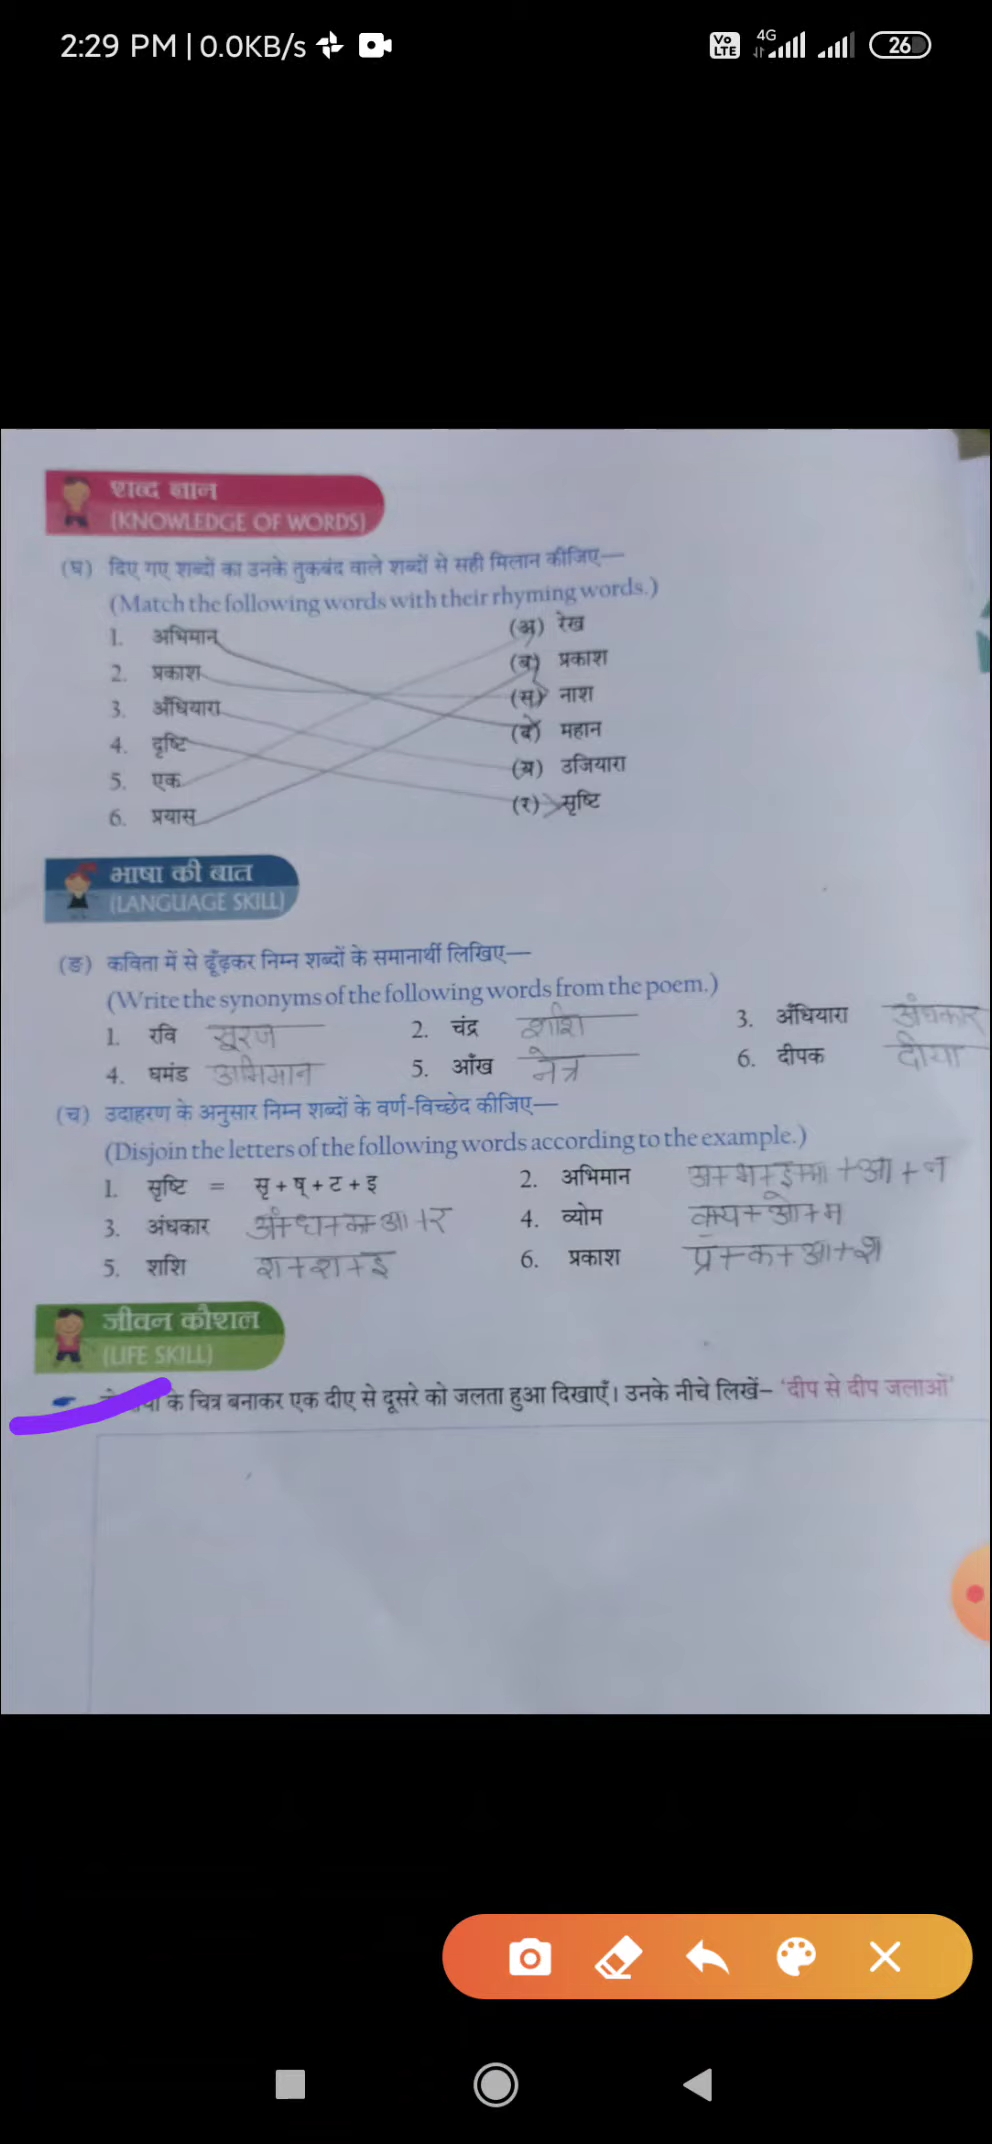 2:29 PM | 0.0KB/s
Vo LTE 4G 26
शब्द ज्ञान
(KNOWLEDGE OF WORDS)
(घ) दिए गए शब्दों का उनके तुकबंद वाले शब्दों से सही मिलान कीजिए—
(Match the following words with their rhyming words.)
1. अभिमान (अ) रेख
2. प्रकाश (ब) प्रकाश
3. अँधियारा (स) नाश
4. दृष्टि (द) महान
5. एक (य) उजियारा
6. प्रयास (र) सृष्टि
भाषा की बात
(LANGUAGE SKILL)
(ङ) कविता में से ढूँढ़कर निम्न शब्दों के समानार्थी लिखिए—
(Write the synonyms of the following words from the poem.)
1. रवि सूरज 2. चंद्र शशि 3. अँधियारा अंधकार
4. घमंड अभिमान 5. आँख नेत्र 6. दीपक दीया
(च) उदाहरण के अनुसार निम्न शब्दों के वर्ण-विच्छेद कीजिए—
(Disjoin the letters of the following words according to the example.)
1. सृष्टि = सृ + ष् + ट + इ 2. अभिमान अ+भ+इ+मा +आ+न
3. अंधकार अं+ध+क+आ+र 4. व्योम व्य+ओ+म
5. शशि श+श+इ 6. प्रकाश प्र+क+आ+श
जीवन कौशल
(LIFE SKILL)
के चित्र बनाकर एक दीए से दूसरे को जलता हुआ दिखाएँ। उनके नीचे लिखें– 'दीप से दीप जलाओ'